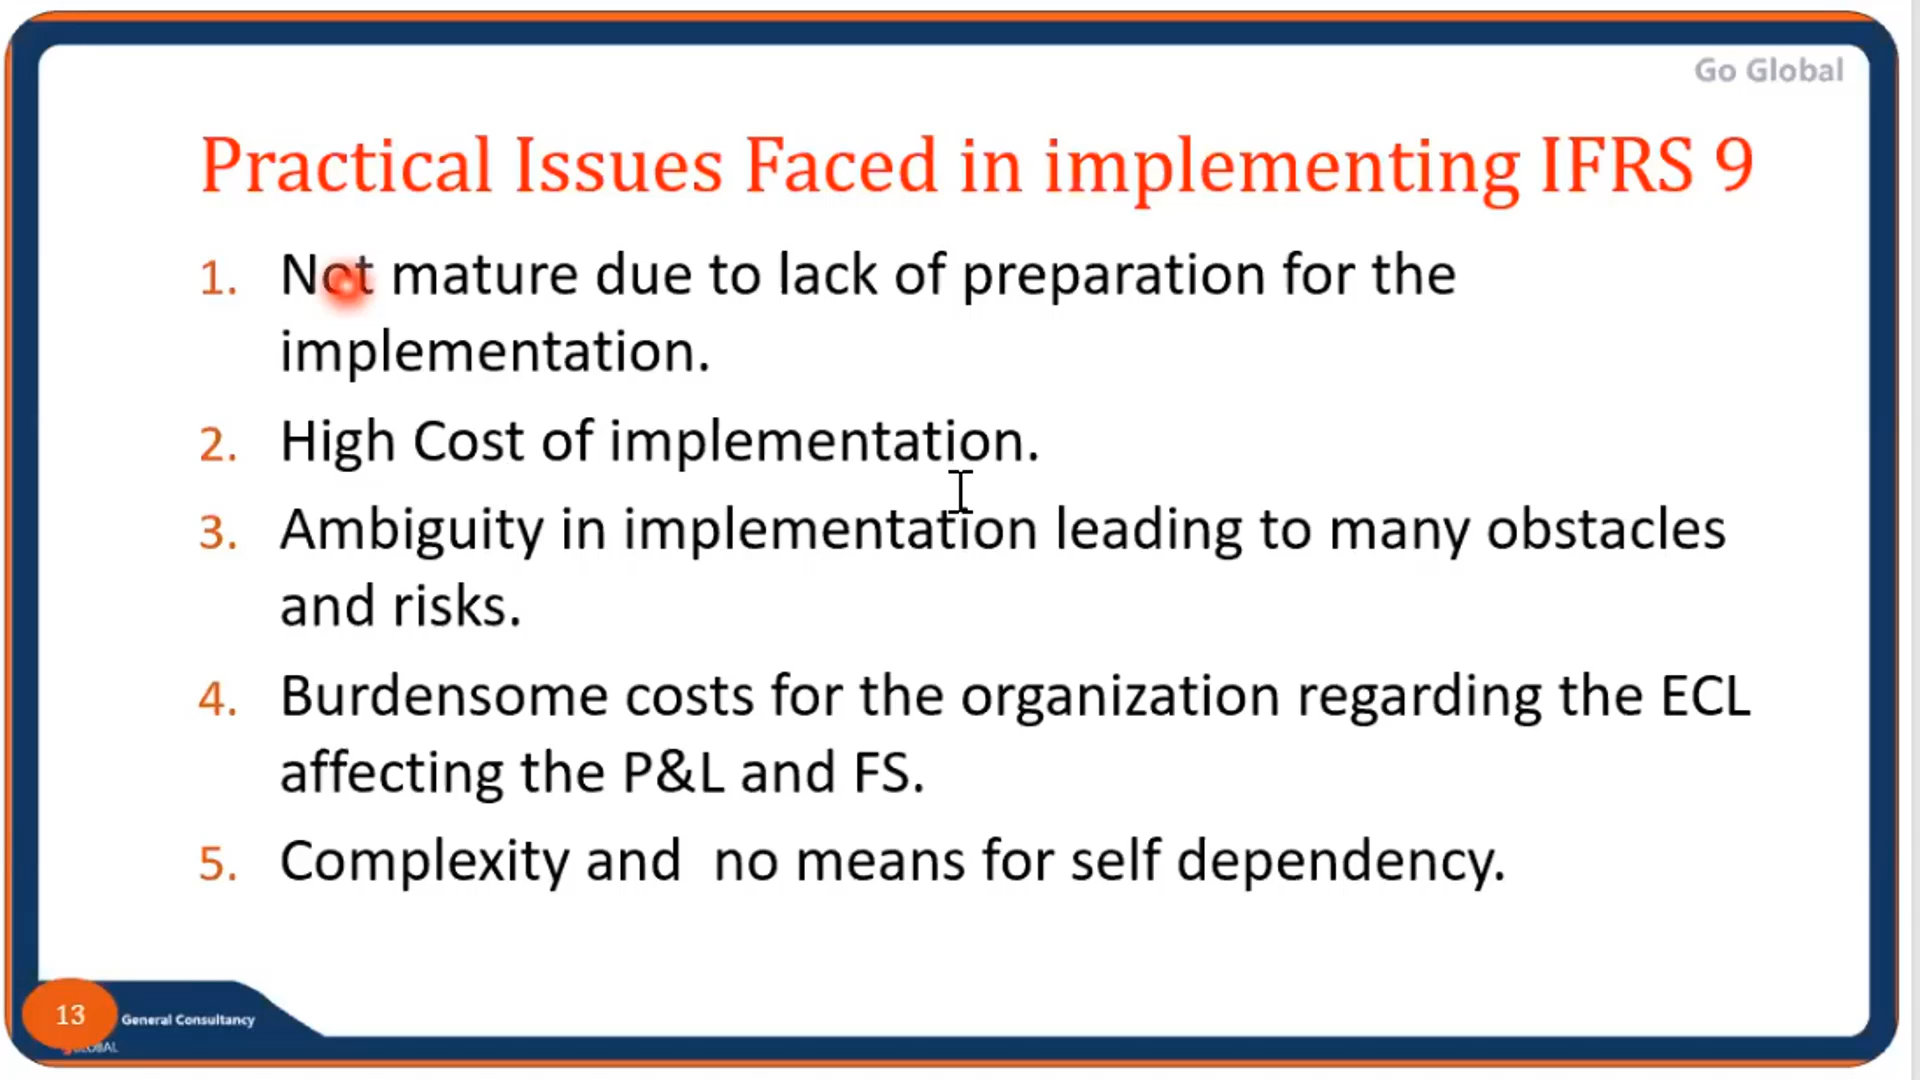 Go Global
Practical Issues Faced in implementing IFRS 9
1. Not mature due to lack of preparation for the
implementation.
2. High Cost of implementation.
3. Ambiguity in implementation leading to many obstacles
and risks.
4. Burdensome costs for the organization regarding the ECL
affecting the P&L and FS.
5. Complexity and  no means for self dependency.
13
General Consultancy
GLOBAL